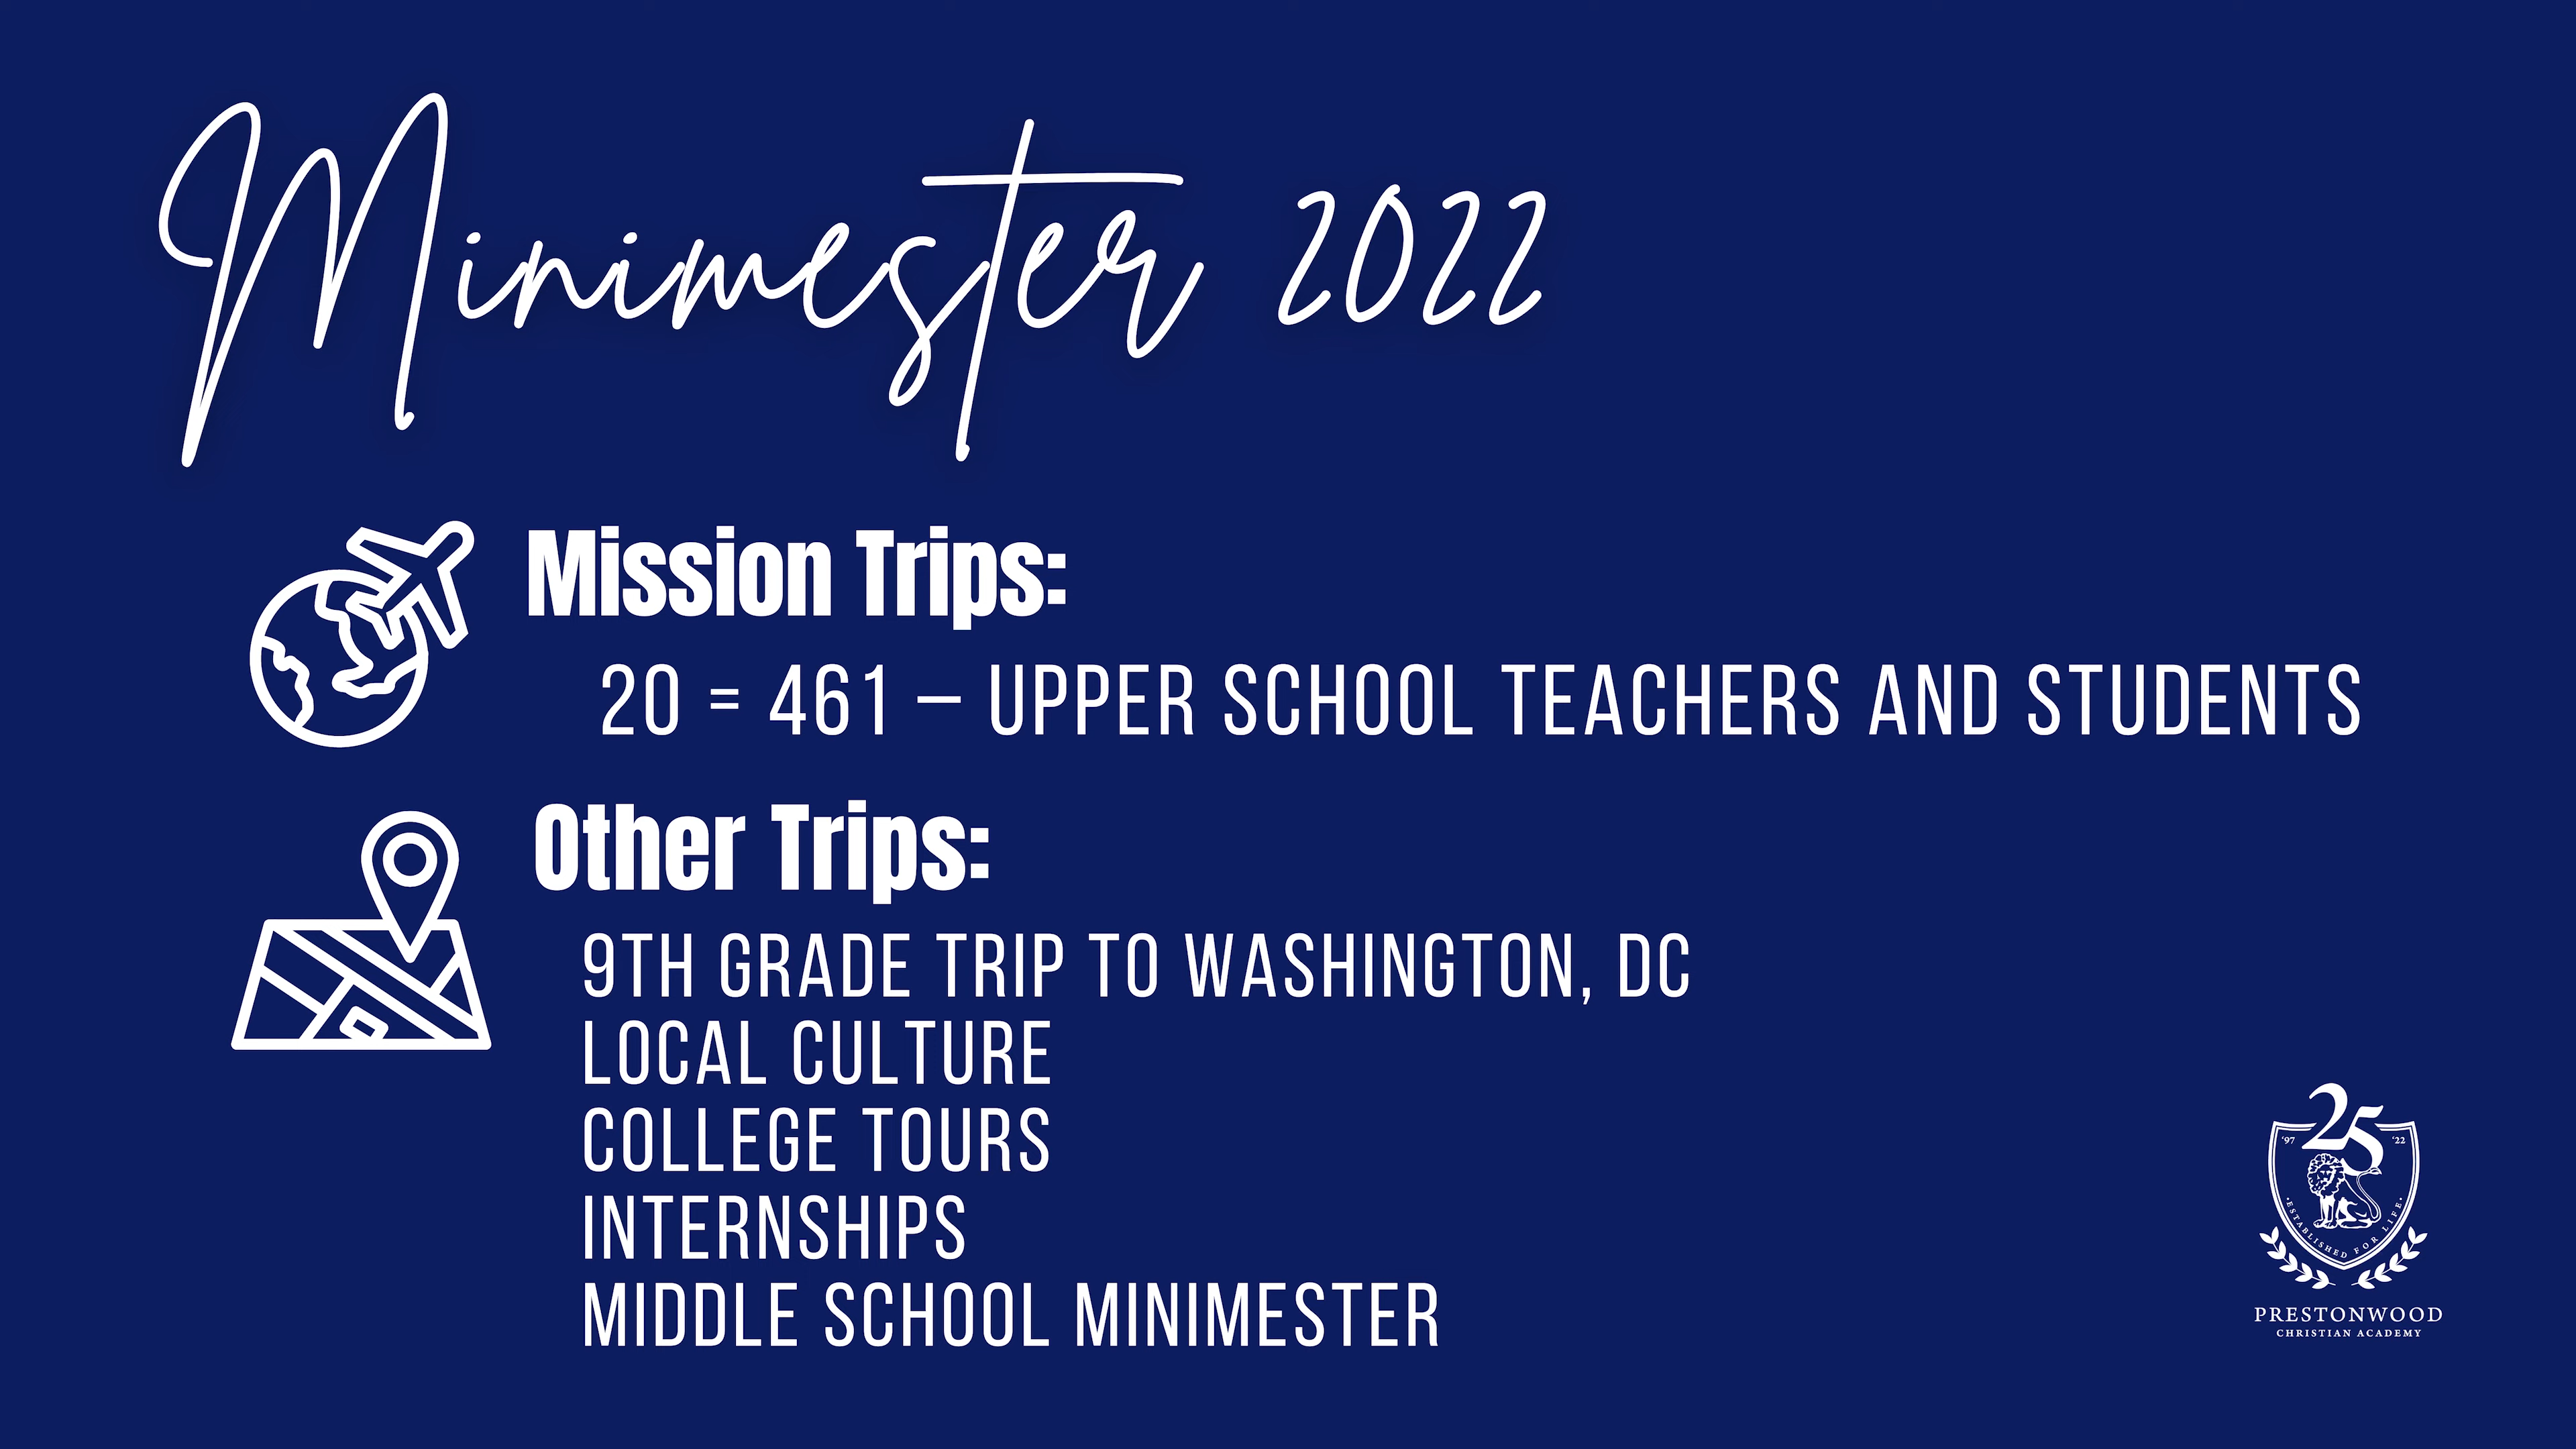 Minimester 2022
Mission Trips:
20 = 461 – UPPER SCHOOL TEACHERS AND STUDENTS
Other Trips:
9TH GRADE TRIP TO WASHINGTON, DC
LOCAL CULTURE
COLLEGE TOURS
INTERNSHIPS
MIDDLE SCHOOL MINIMESTER
25
'97 '22
·ESTABLISHED FOR LIFE·
PRESTONWOOD
CHRISTIAN ACADEMY